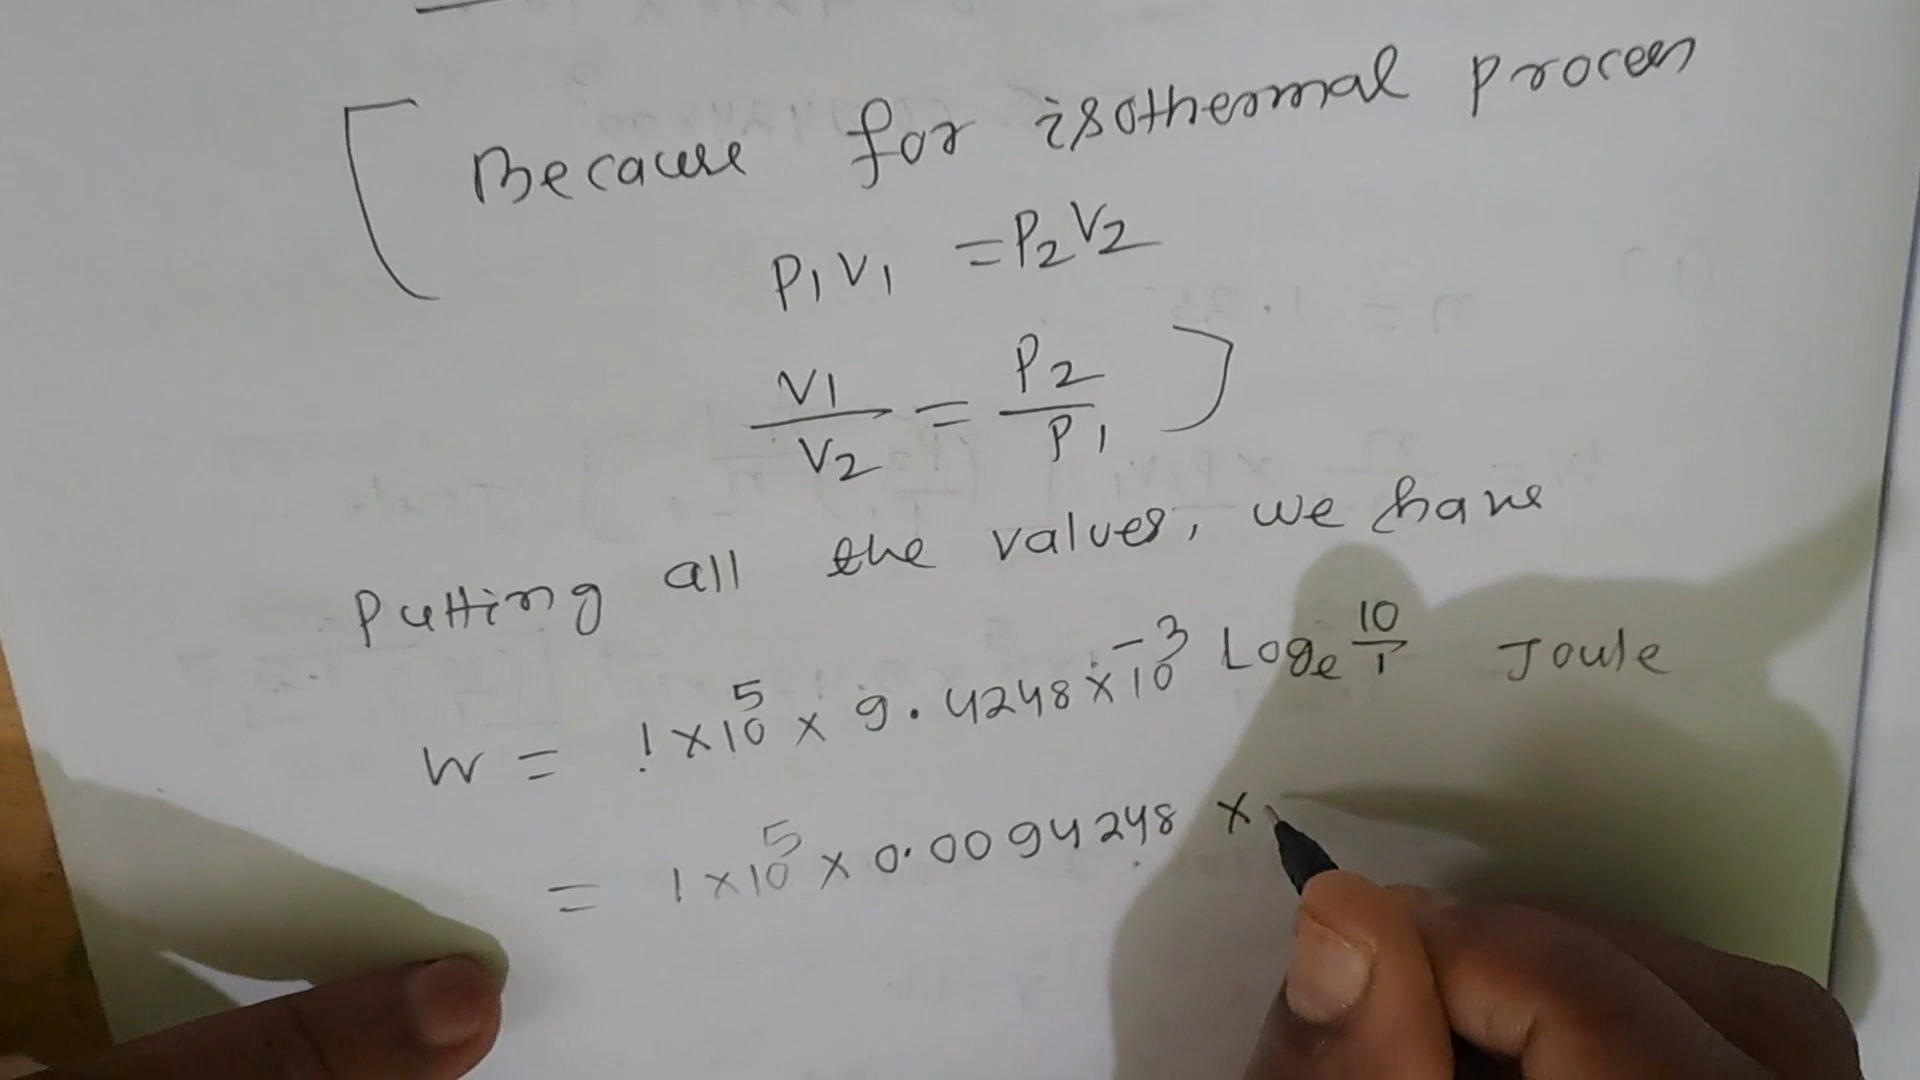 [ Because for isothermal process
P1V1 = P2V2
V1/V2 = P2/P1 ]
Putting all the values, we have
W = 1 × 10^5 × 9.4248 × 10^-3 Loge 10/1 Joule
= 1 × 10^5 × 0.0094248 ×